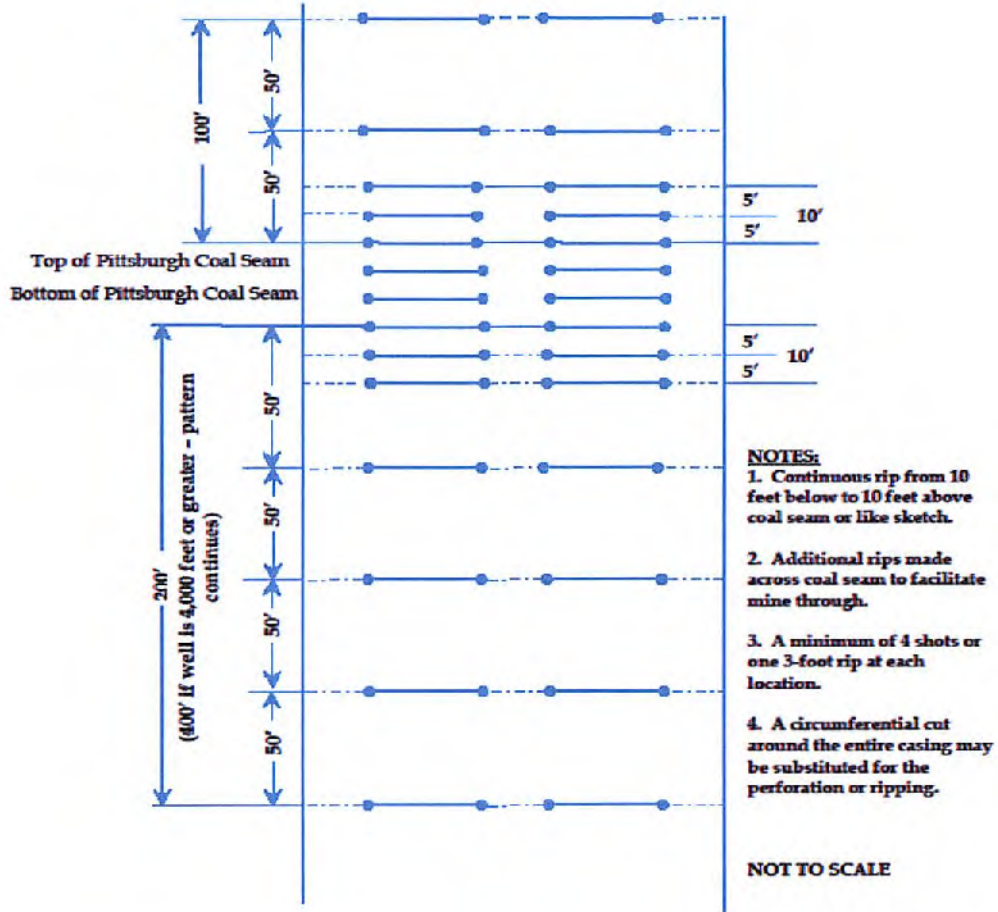 100'
50'
50'
5'
5'
10'
Top of Pittsburgh Coal Seam
Bottom of Pittsburgh Coal Seam
5'
5'
10'
200'
(400' if well is 4,000 feet or greater – pattern
continues)
50'
50'
50'
50'
NOTES:
1. Continuous rip from 10
feet below to 10 feet above
coal seam or like sketch.
2. Additional rips made
across coal seam to facilitate
mine through.
3. A minimum of 4 shots or
one 3-foot rip at each
location.
4. A circumferential cut
around the entire casing may
be substituted for the
perforation or ripping.
NOT TO SCALE